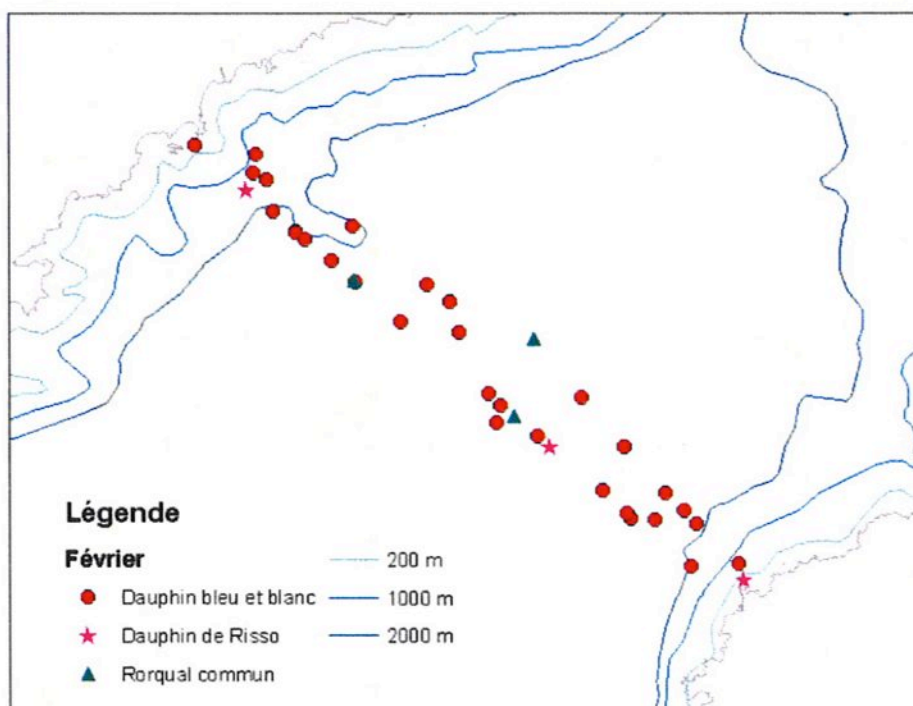 Légende
Février
Dauphin bleu et blanc
Dauphin de Risso
Rorqual commun
200 m
1000 m
2000 m